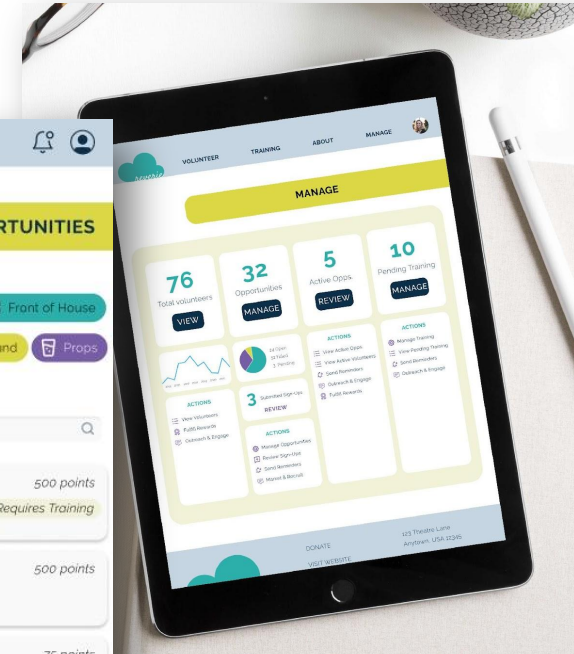 RTUNITIES
Front of House
und
Props
500 points
Requires Training
500 points
75 points
VOLUNTEER
TRAINING
ABOUT
MANAGE
MANAGE
76
Total volunteers
VIEW
32
Opportunities
MANAGE
5
Active Opps.
REVIEW
10
Pending Training
MANAGE
ACTIONS
View Volunteers
Fulfill Rewards
Outreach & Engage
3 Submitted Sign-Ups
REVIEW
ACTIONS
Manage Opportunities
Review Sign-Ups
Send Reminders
Market & Recruit
ACTIONS
View Active Opps
View Active Volunteers
Send Reminders
Outreach & Engage
Fulfill Rewards
ACTIONS
Manage Training
View Pending Training
Send Reminders
Outreach & Engage
DONATE
VISIT WEBSITE
123 Theatre Lane
Anytown, USA 12345